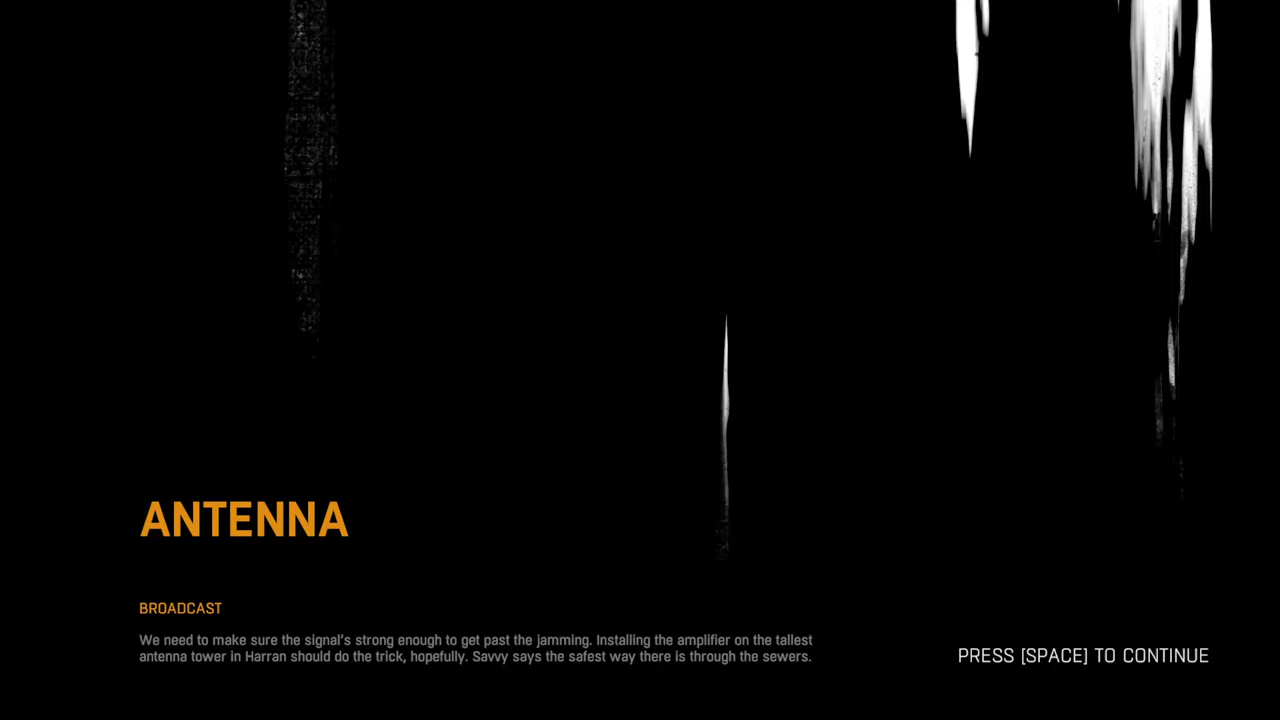 ANTENNA
BROADCAST
We need to make sure the signal's strong enough to get past the jamming. Installing the amplifier on the tallest
antenna tower in Harran should do the trick, hopefully. Savvy says the safest way there is through the sewers.
PRESS [SPACE] TO CONTINUE